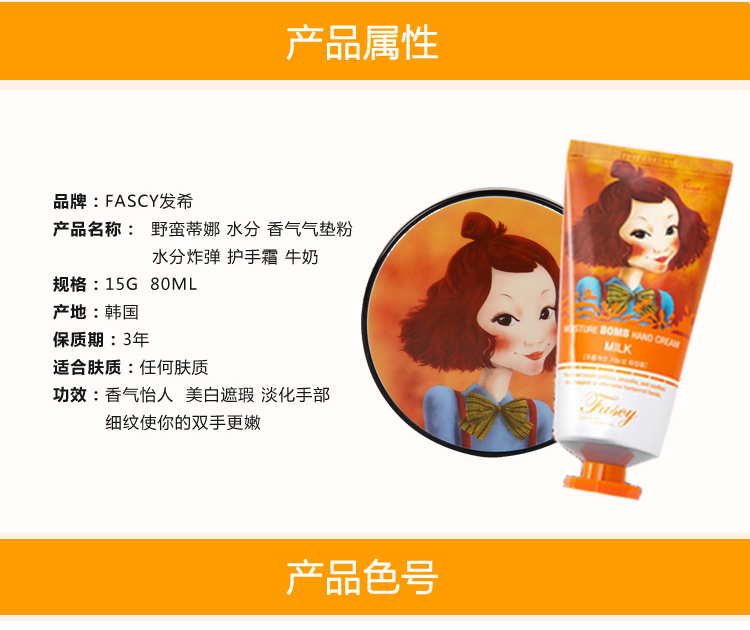 产品属性
品牌：FASCY发希
产品名称： 野蛮蒂娜 水分 香气气垫粉
水分炸弹 护手霜 牛奶
规格：15G 80ML
产地：韩国
保质期：3年
适合肤质：任何肤质
功效：香气怡人 美白遮瑕 淡化手部
细纹使你的双手更嫩
MOISTURE BOMB HAND CREAM
MILK
Fascy
产品色号